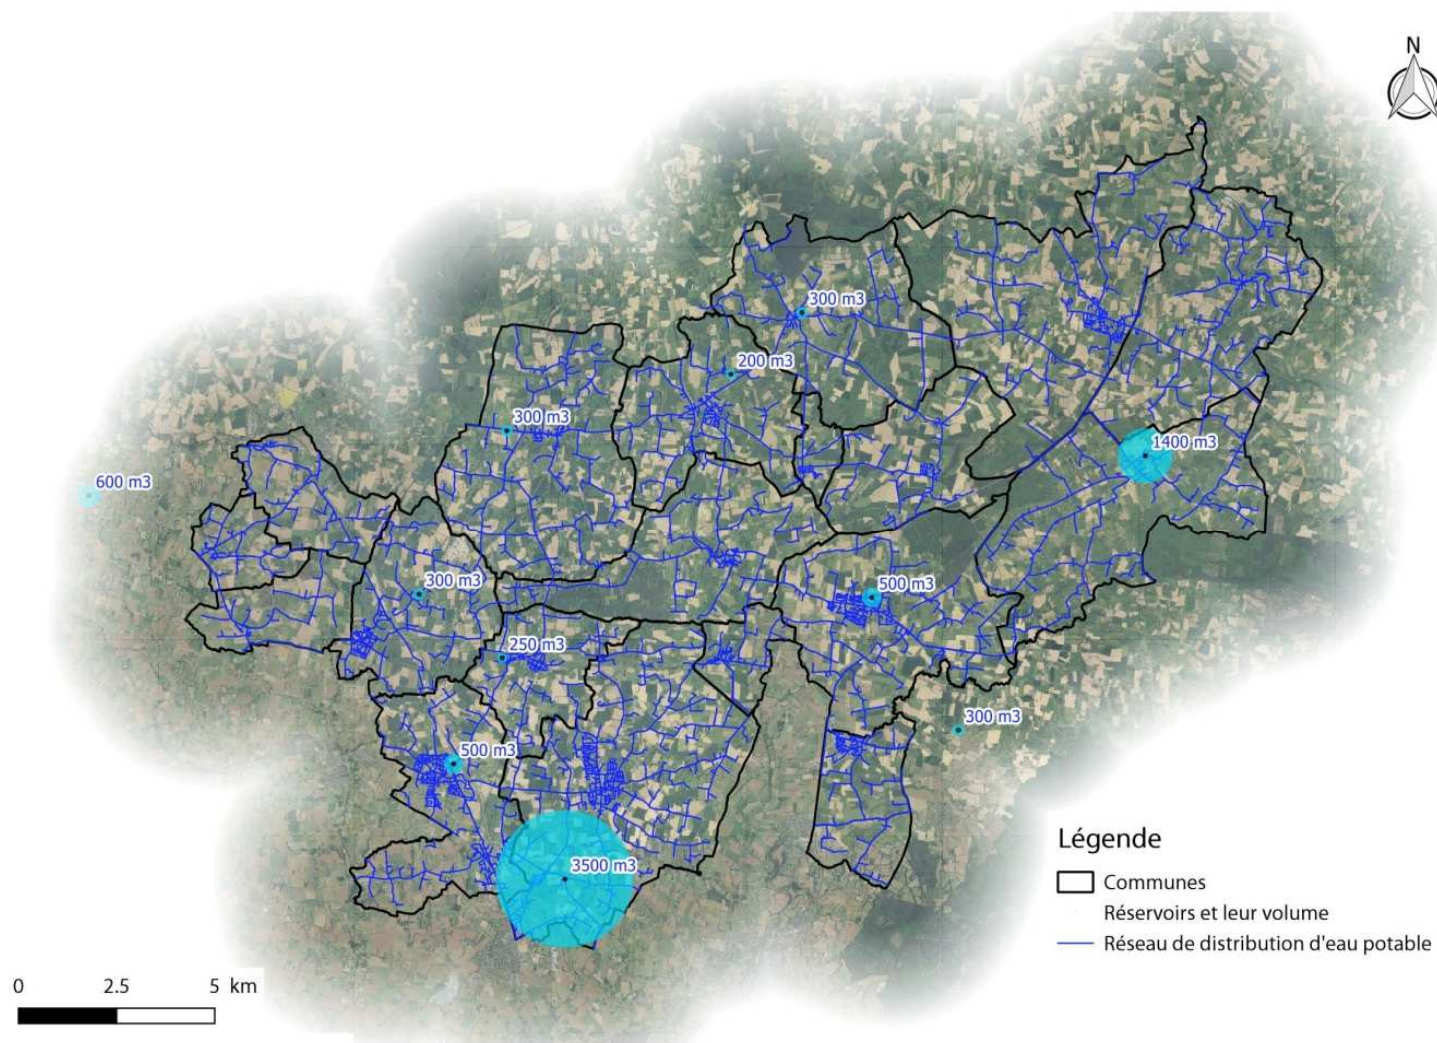 N
300 m3
200 m3
300 m3
1400 m3
600 m3
300 m3
500 m3
250 m3
300 m3
500 m3
3500 m3
Légende
Communes
Réservoirs et leur volume
Réseau de distribution d'eau potable
0 2.5 5 km